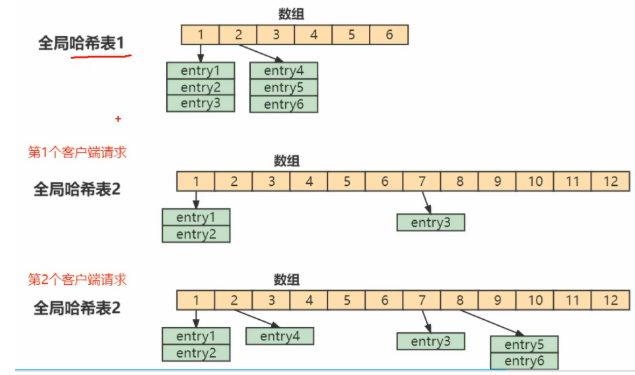 数组
全局哈希表1
1 2 3 4 5 6
entry1 entry4
entry2 entry5
entry3 entry6
第1个客户端请求
数组
全局哈希表2
1 2 3 4 5 6 7 8 9 10 11 12
entry1 entry3
entry2
第2个客户端请求
数组
全局哈希表2
1 2 3 4 5 6 7 8 9 10 11 12
entry1 entry4 entry3 entry5
entry2 entry6